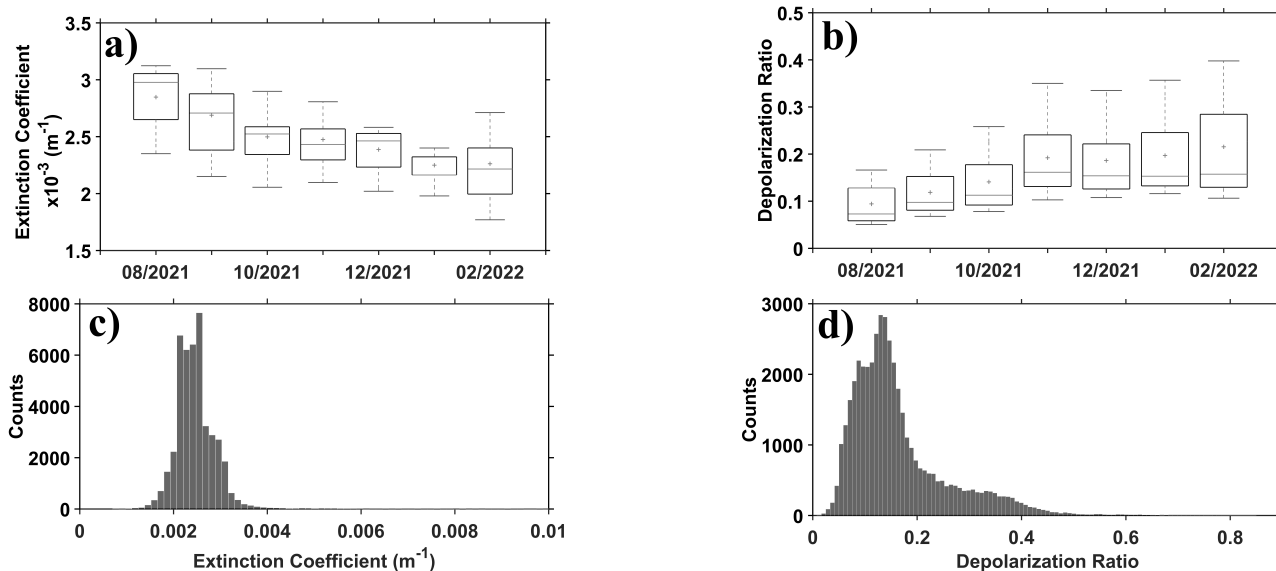 a)
Extinction Coefficient
x10⁻³ (m⁻¹)
3.5
3
2.5
2
1.5
08/2021 10/2021 12/2021 02/2022
b)
Depolarization Ratio
0.5
0.4
0.3
0.2
0.1
0
08/2021 10/2021 12/2021 02/2022
c)
Counts
8000
6000
4000
2000
0
0 0.002 0.004 0.006 0.008 0.01
Extinction Coefficient (m⁻¹)
d)
Counts
3000
2000
1000
0
0 0.2 0.4 0.6 0.8
Depolarization Ratio